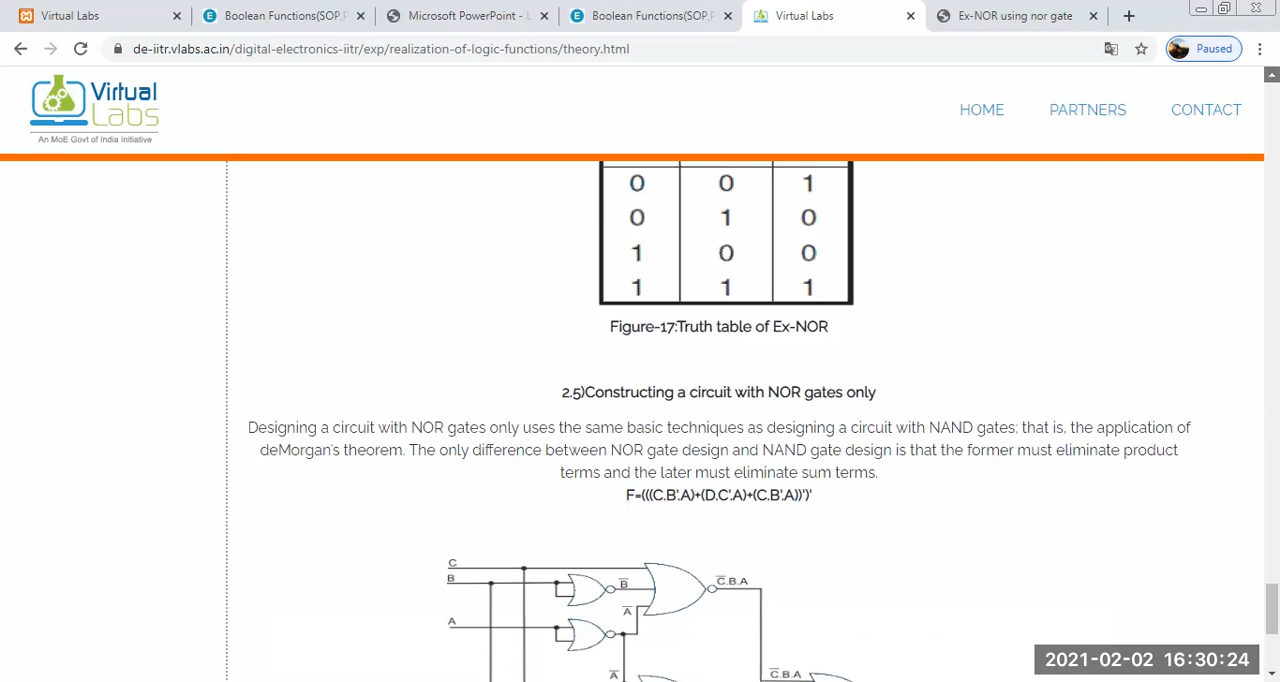 Virtual Labs
Boolean Functions(SOP,F
Microsoft PowerPoint - L
Boolean Functions(SOP,F
Virtual Labs
Ex-NOR using nor gate
de-iitr.vlabs.ac.in/digital-electronics-iitr/exp/realization-of-logic-functions/theory.html
Paused
Virtual
Labs
An MoE Govt of India Initiative
HOME
PARTNERS
CONTACT
0 0 1
0 1 0
1 0 0
1 1 1
Figure-17:Truth table of Ex-NOR
2.5)Constructing a circuit with NOR gates only
Designing a circuit with NOR gates only uses the same basic techniques as designing a circuit with NAND gates; that is, the application of
deMorgan's theorem. The only difference between NOR gate design and NAND gate design is that the former must eliminate product
terms and the later must eliminate sum terms.
F=(((C.B'.A)+(D.C'.A)+(C.B'.A))')'
C
B
B̅
C̅.B.A
A̅
A
A̅
C̅.B.A
2021-02-02 16:30:24